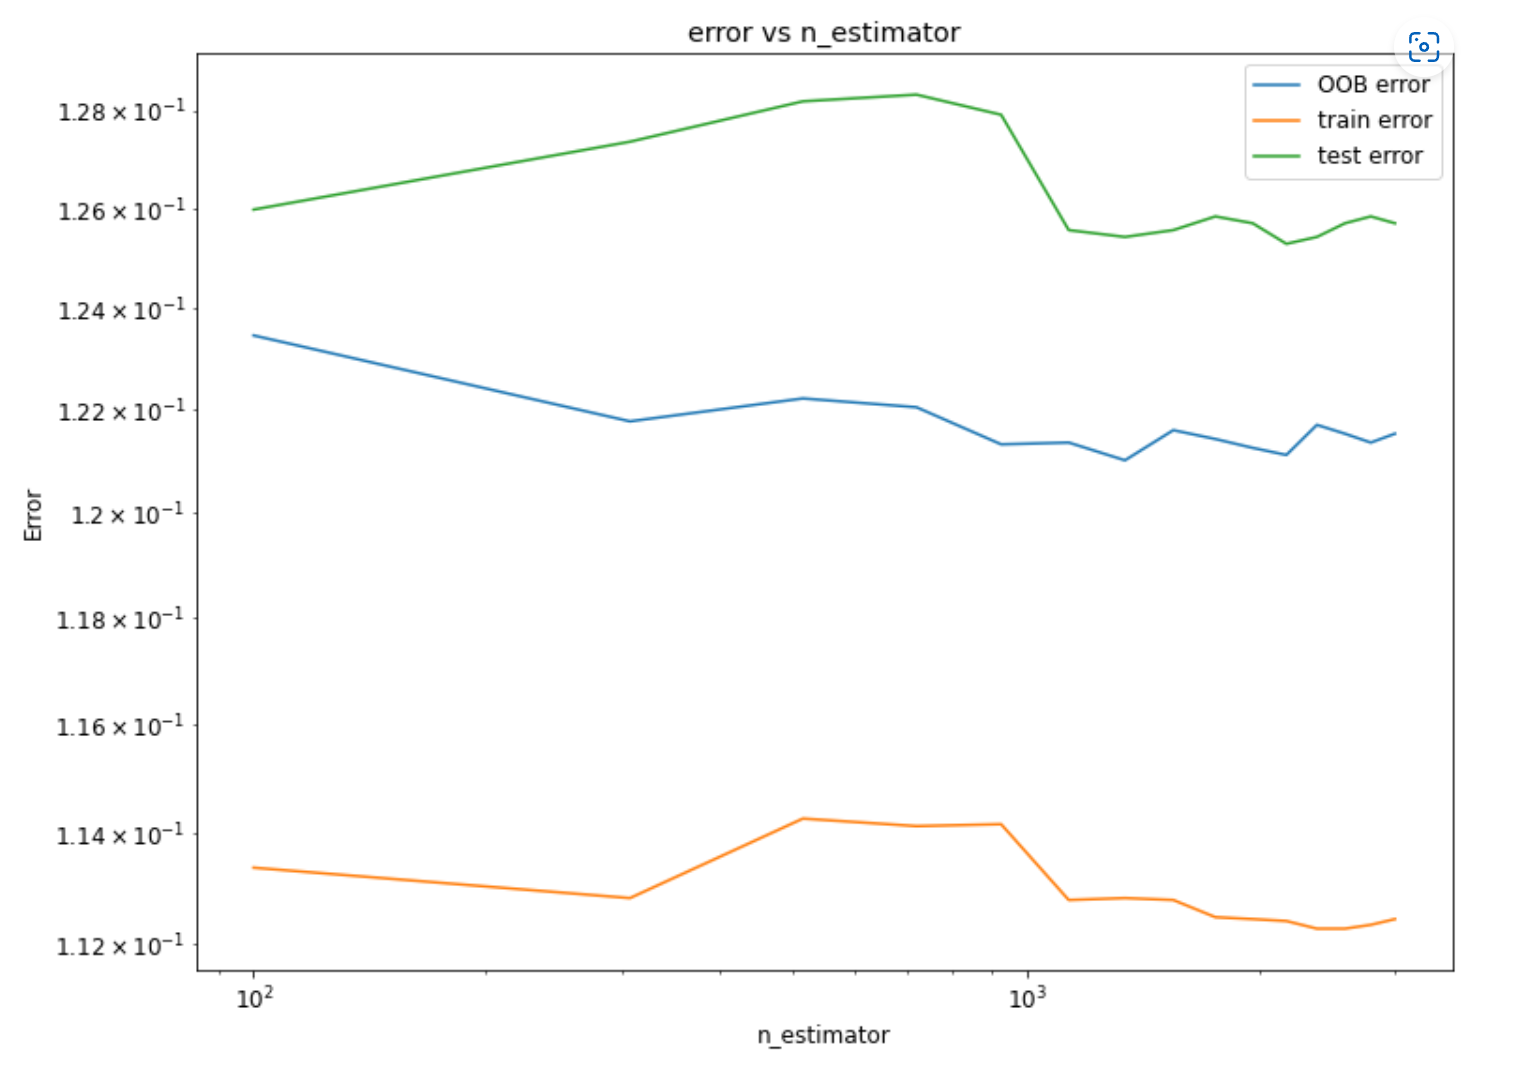 error vs n_estimator
OOB error
train error
test error
1.28 × 10⁻¹
1.26 × 10⁻¹
1.24 × 10⁻¹
1.22 × 10⁻¹
1.2 × 10⁻¹
1.18 × 10⁻¹
1.16 × 10⁻¹
1.14 × 10⁻¹
1.12 × 10⁻¹
Error
10²
10³
n_estimator